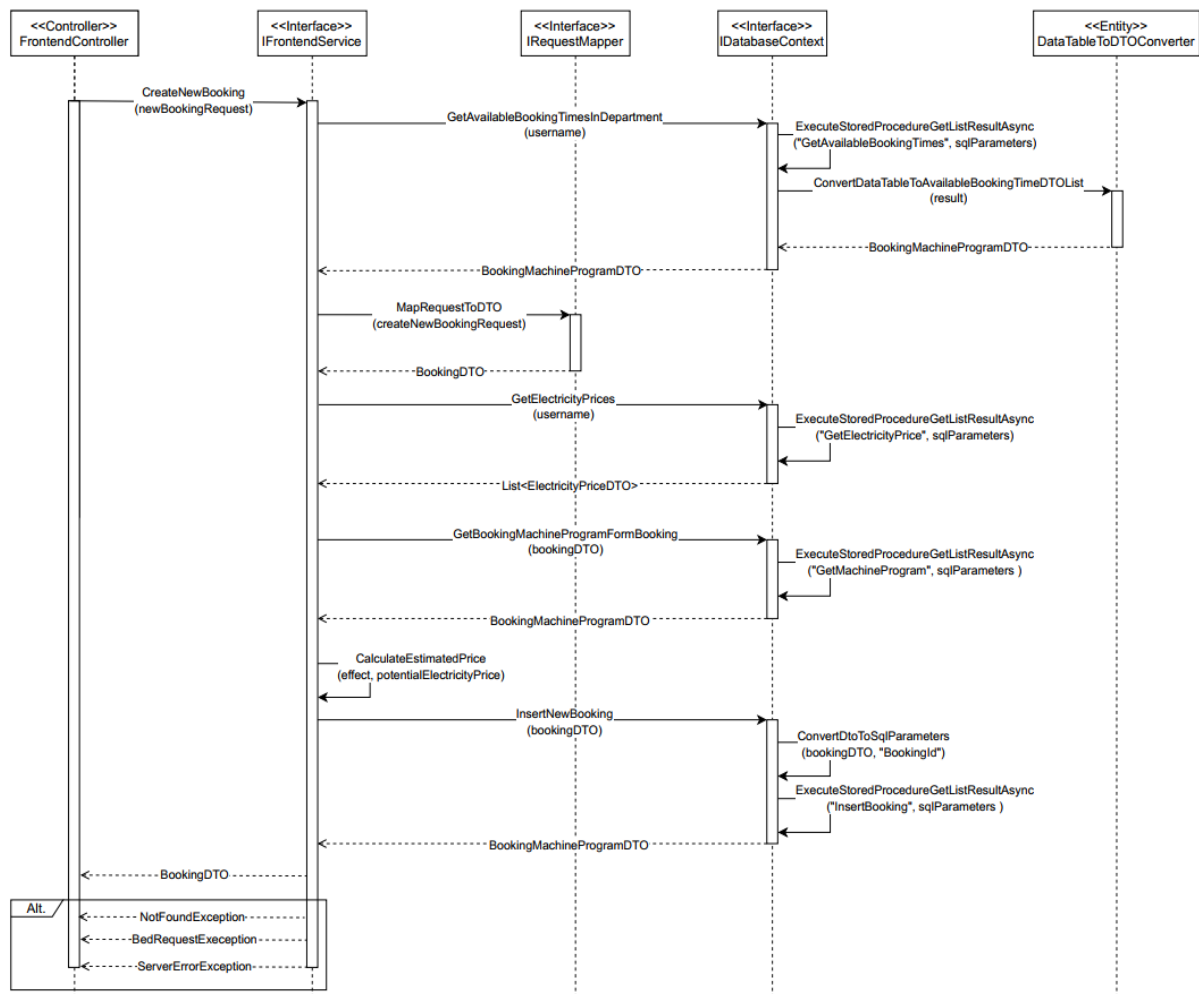 <<Controller>>
FrontendController
<<Interface>>
IFrontendService
<<Interface>>
IRequestMapper
<<Interface>>
IDatabaseContext
<<Entity>>
DataTableToDTOConverter
CreateNewBooking
(newBookingRequest)
GetAvailableBookingTimesInDepartment
(username)
ExecuteStoredProcedureGetListResultAsync
("GetAvailableBookingTimes", sqlParameters)
ConvertDataTableToAvailableBookingTimeDTOList
(result)
BookingMachineProgramDTO
BookingMachineProgramDTO
MapRequestToDTO
(createNewBookingRequest)
BookingDTO
GetElectricityPrices
(username)
ExecuteStoredProcedureGetListResultAsync
("GetElectricityPrice", sqlParameters)
List<ElectricityPriceDTO>
GetBookingMachineProgramFormBooking
(bookingDTO)
ExecuteStoredProcedureGetListResultAsync
("GetMachineProgram", sqlParameters )
BookingMachineProgramDTO
CalculateEstimatedPrice
(effect, potentialElectricityPrice)
InsertNewBooking
(bookingDTO)
ConvertDtoToSqlParameters
(bookingDTO, "BookingId")
ExecuteStoredProcedureGetListResultAsync
("InsertBooking", sqlParameters )
BookingMachineProgramDTO
BookingDTO
Alt.
NotFoundException
BedRequestExeception
ServerErrorException